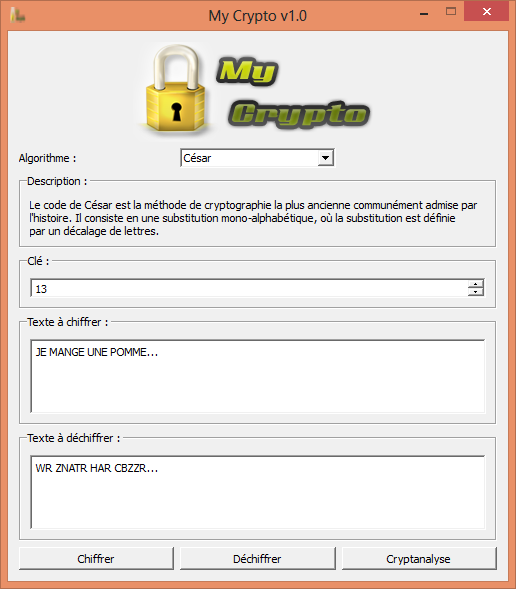 My Crypto v1.0
My
Crypto
Algorithme :
César
Description :
Le code de César est la méthode de cryptographie la plus ancienne communément admise par
l'histoire. Il consiste en une substitution mono-alphabétique, où la substitution est définie
par un décalage de lettres.
Clé :
13
Texte à chiffrer :
JE MANGE UNE POMME...
Texte à déchiffrer :
WR ZNATR HAR CBZZR...
Chiffrer
Déchiffrer
Cryptanalyse